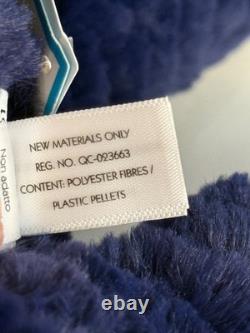 NEW MATERIALS ONLY
REG. NO. QC-023663
CONTENT: POLYESTER FIBRES /
PLASTIC PELLETS
Non adatto